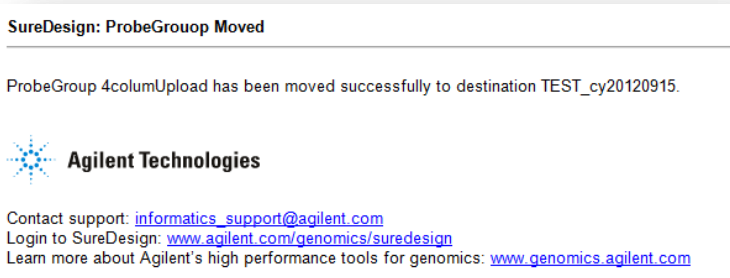 SureDesign: ProbeGrouop Moved
ProbeGroup 4columUpload has been moved successfully to destination TEST_cy20120915.
Agilent Technologies
Contact support: informatics_support@agilent.com
Login to SureDesign: www.agilent.com/genomics/suredesign
Learn more about Agilent's high performance tools for genomics: www.genomics.agilent.com